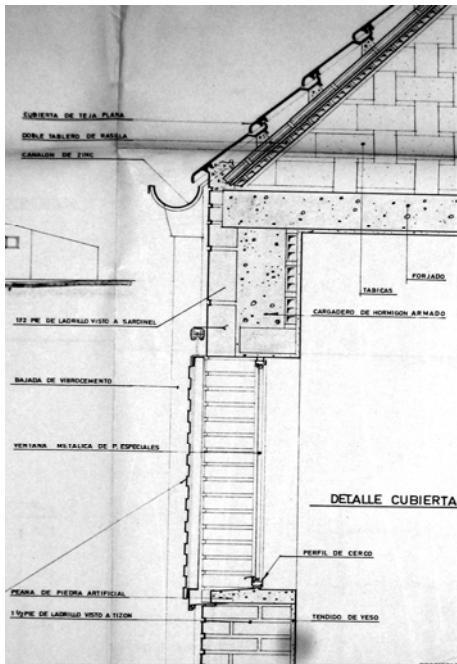 CUBIERTA DE TEJA PLANA
DOBLE TABLERO DE RASILLA
CANALON DE ZINC
FORJADO
TABICAS
1/2 PIE DE LADRILLO VISTO A SARDINEL
CARGADERO DE HORMIGON ARMADO
BAJADA DE VIBROCEMENTO
VENTANA METALICA DE P. ESPECIALES
DETALLE CUBIERTA
PERFIL DE CERCO
PEANA DE PIEDRA ARTIFICIAL
1 1/2 PIE DE LADRILLO VISTO A TIZON
TENDIDO DE YESO